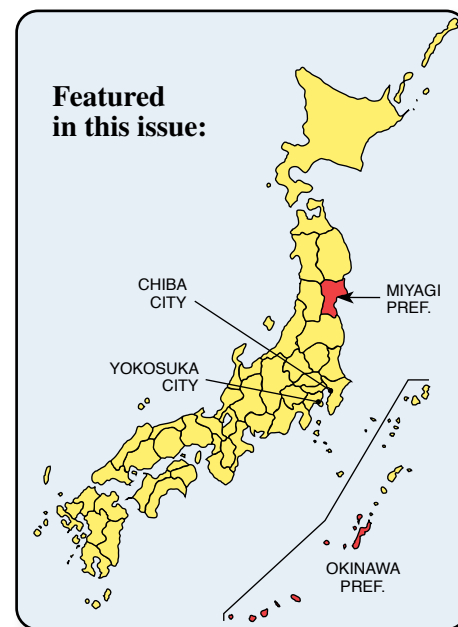 Featured
in this issue:
CHIBA
CITY
MIYAGI
PREF.
YOKOSUKA
CITY
OKINAWA
PREF.